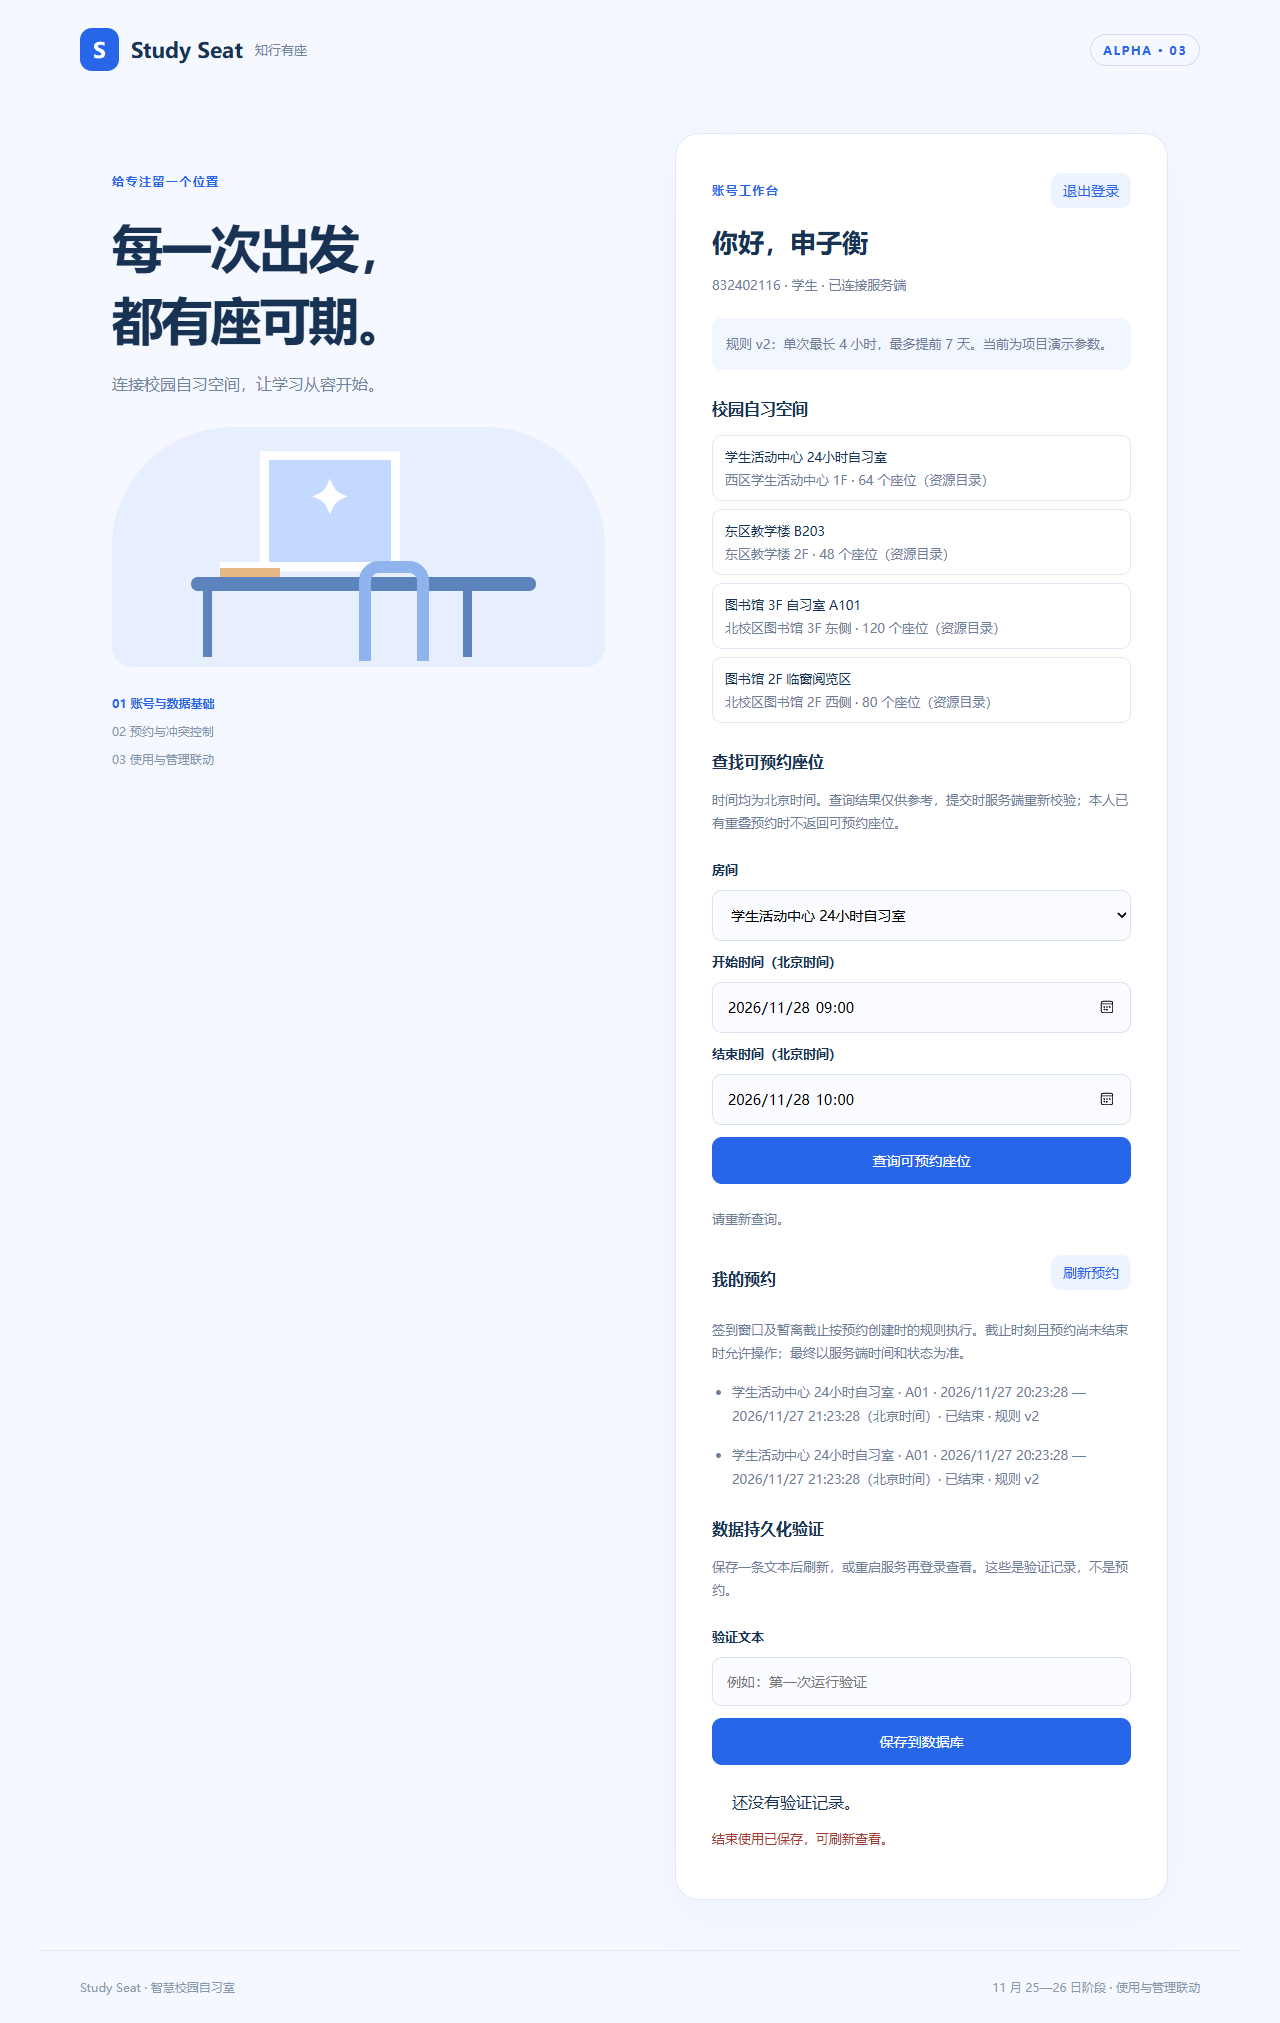 S Study Seat 知行有座
ALPHA • 03
给专注留一个位置
每一次出发，
都有座可期。
连接校园自习空间，让学习从容开始。
01 账号与数据基础
02 预约与冲突控制
03 使用与管理联动
账号工作台
退出登录
你好，申子衡
832402116 · 学生 · 已连接服务端
规则 v2：单次最长 4 小时，最多提前 7 天。当前为项目演示参数。
校园自习空间
学生活动中心 24小时自习室
西区学生活动中心 1F · 64 个座位（资源目录）
东区教学楼 B203
东区教学楼 2F · 48 个座位（资源目录）
图书馆 3F 自习室 A101
北校区图书馆 3F 东侧 · 120 个座位（资源目录）
图书馆 2F 临窗阅览区
北校区图书馆 2F 西侧 · 80 个座位（资源目录）
查找可预约座位
时间均为北京时间。查询结果仅供参考，提交时服务端重新校验；本人已
有重叠预约时不返回可预约座位。
房间
学生活动中心 24小时自习室
开始时间（北京时间）
2026/11/28 09:00
结束时间（北京时间）
2026/11/28 10:00
查询可预约座位
请重新查询。
我的预约
刷新预约
签到窗口及暂离截止按预约创建时的规则执行。截止时刻且预约尚未结束
时允许操作；最终以服务端时间和状态为准。
学生活动中心 24小时自习室 · A01 · 2026/11/27 20:23:28 —
2026/11/27 21:23:28（北京时间）· 已结束 · 规则 v2
学生活动中心 24小时自习室 · A01 · 2026/11/27 20:23:28 —
2026/11/27 21:23:28（北京时间）· 已结束 · 规则 v2
数据持久化验证
保存一条文本后刷新，或重启服务再登录查看。这些是验证记录，不是预
约。
验证文本
例如：第一次运行验证
保存到数据库
还没有验证记录。
结束使用已保存，可刷新查看。
Study Seat · 智慧校园自习室
11 月 25—26 日阶段 · 使用与管理联动